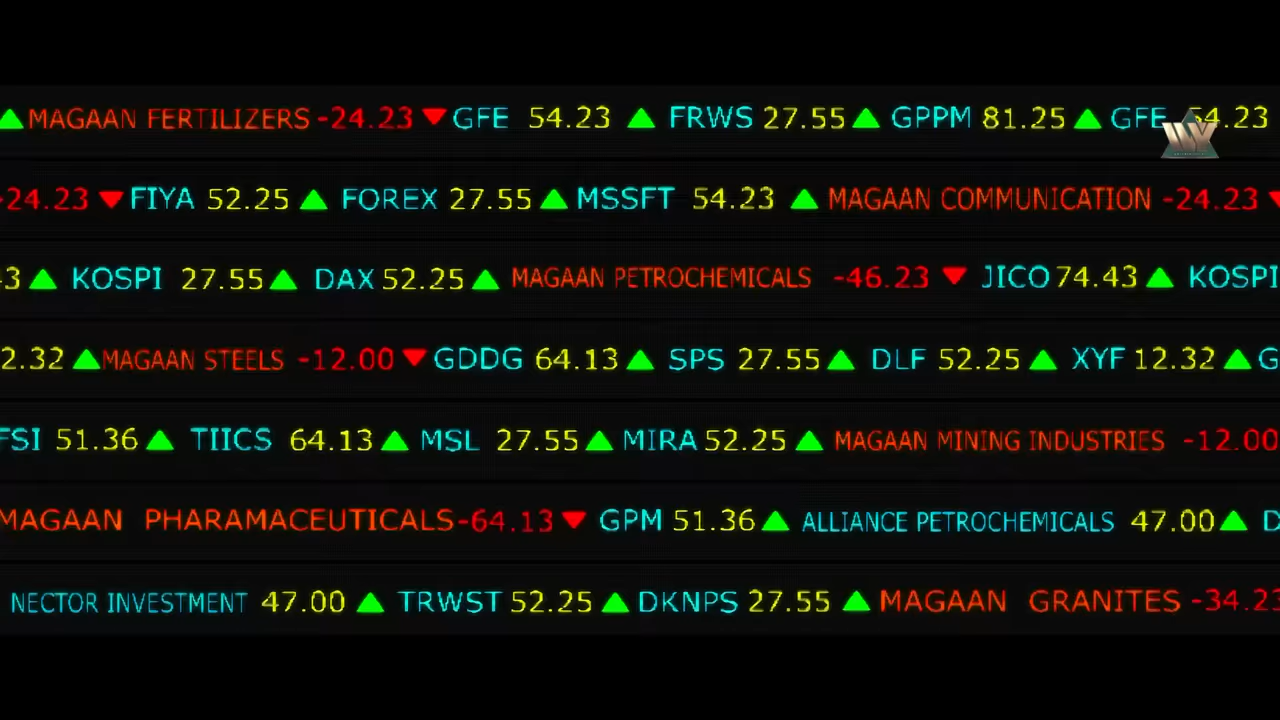 MAGAAN FERTILIZERS -24.23 GFE 54.23 FRWS 27.55 GPPM 81.25 GFE 54.23
-24.23 FIYA 52.25 FOREX 27.55 MSSFT 54.23 MAGAAN COMMUNICATION -24.23
3 KOSPI 27.55 DAX 52.25 MAGAAN PETROCHEMICALS -46.23 JICO 74.43 KOSPI
2.32 MAGAAN STEELS -12.00 GDDG 64.13 SPS 27.55 DLF 52.25 XYF 12.32 G
FSI 51.36 TIICS 64.13 MSL 27.55 MIRA 52.25 MAGAAN MINING INDUSTRIES -12.00
MAGAAN PHARAMACEUTICALS -64.13 GPM 51.36 ALLIANCE PETROCHEMICALS 47.00 D
NECTOR INVESTMENT 47.00 TRWST 52.25 DKNPS 27.55 MAGAAN GRANITES -34.23